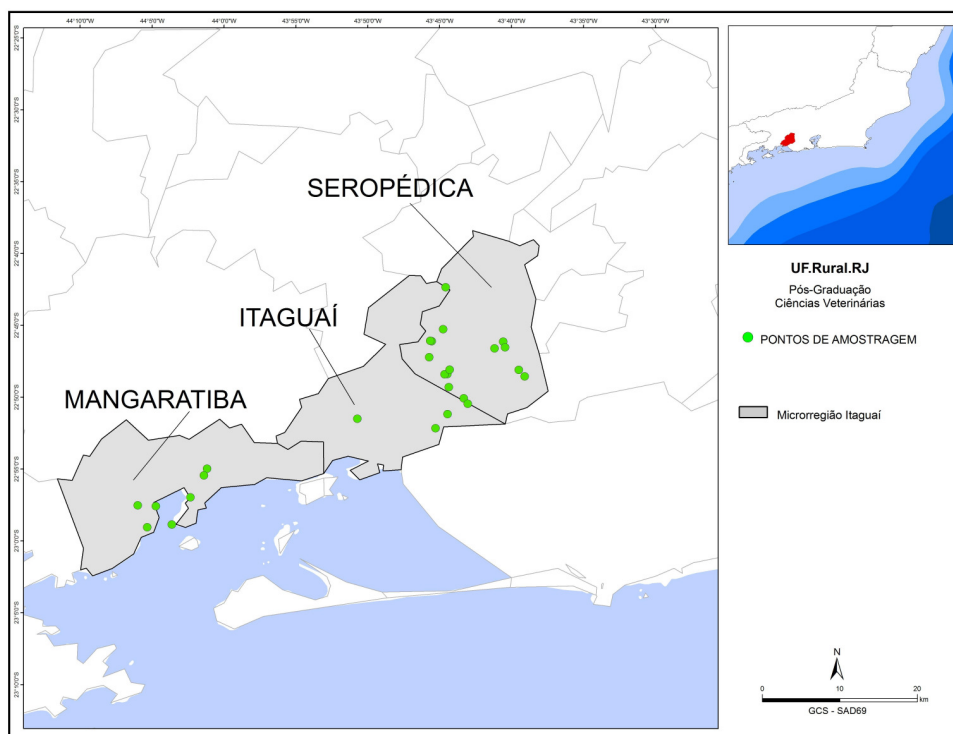 44°10'0"O 44°5'0"O 44°0'0"O 43°55'0"O 43°50'0"O 43°45'0"O 43°40'0"O 43°35'0"O 43°30'0"O
22°25'0"S
22°30'0"S
22°35'0"S
22°40'0"S
22°45'0"S
22°50'0"S
22°55'0"S
23°0'0"S
23°5'0"S
23°10'0"S
SEROPÉDICA
ITAGUAÍ
MANGARATIBA
UF.Rural.RJ
Pós-Graduação
Ciências Veterinárias
PONTOS DE AMOSTRAGEM
Microrregião Itaguaí
N
0 10 20
km
GCS - SAD69